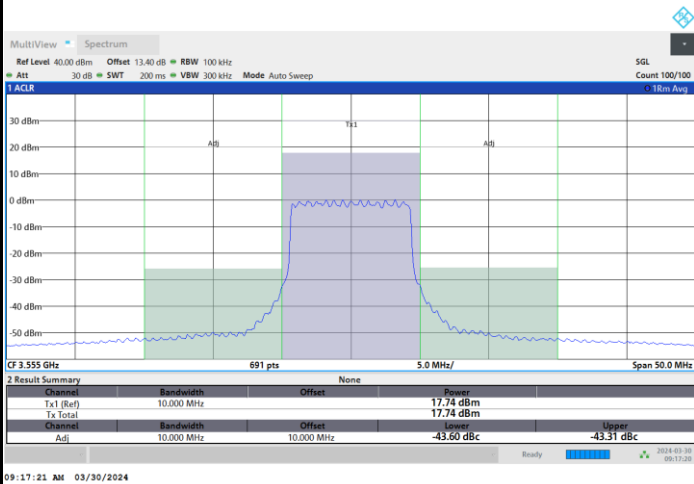 MultiView Spectrum
Ref Level 40.00 dBm Offset 13.40 dB RBW 100 kHz SGL
Att 30 dB SWT 200 ms VBW 300 kHz Mode Auto Sweep Count 100/100
1 ACLR 1Rm Avg
30 dBm
Tx1
20 dBm
Adj Adj
10 dBm
0 dBm
-10 dBm
-20 dBm
-30 dBm
-40 dBm
-50 dBm
CF 3.555 GHz 691 pts 5.0 MHz/ Span 50.0 MHz
2 Result Summary None
Channel Bandwidth Offset Power
Tx1 (Ref) 10.000 MHz 17.74 dBm
Tx Total 17.74 dBm
Channel Bandwidth Offset Lower Upper
Adj 10.000 MHz 10.000 MHz -43.60 dBc -43.31 dBc
Ready 2024-03-30
09:17:20
09:17:21 AM 03/30/2024